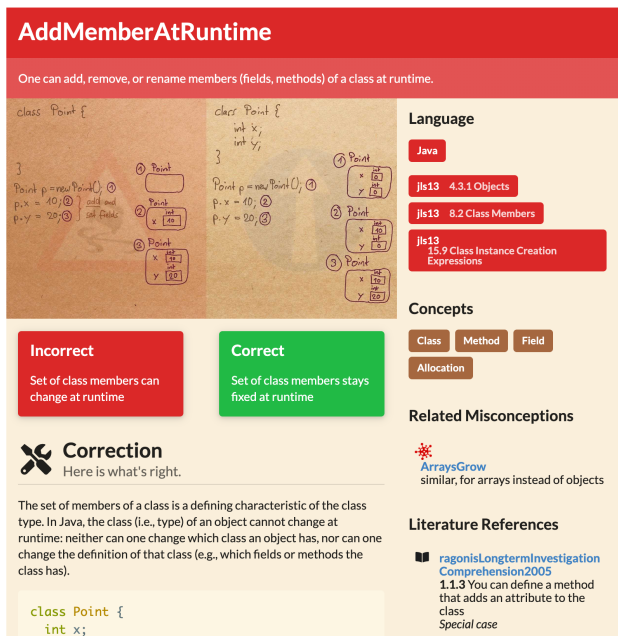 AddMemberAtRuntime
One can add, remove, or rename members (fields, methods) of a class at runtime.
class Point {
}
Point p = new Point(); ①
p.x = 10; ②
p.y = 20; ③
add and
set fields
① Point
② Point
int
x 10
③ Point
int
x 10
int
y 20
class Point {
int x;
int y;
}
Point p = new Point(); ①
p.x = 10; ②
p.y = 20; ③
① Point
int
x 0
int
y 0
② Point
int
x 10
int
y 0
③ Point
int
x 10
int
y 20
Incorrect
Set of class members can
change at runtime
Correct
Set of class members stays
fixed at runtime
Correction
Here is what's right.
The set of members of a class is a defining characteristic of the class
type. In Java, the class (i.e., type) of an object cannot change at
runtime: neither can one change which class an object has, nor can one
change the definition of that class (e.g., which fields or methods the
class has).
class Point {
int x;
Language
Java
jls13 4.3.1 Objects
jls13 8.2 Class Members
jls13
15.9 Class Instance Creation
Expressions
Concepts
Class Method Field
Allocation
Related Misconceptions
ArraysGrow
similar, for arrays instead of objects
Literature References
ragonisLongtermInvestigation
Comprehension2005
1.1.3 You can define a method
that adds an attribute to the
class
Special case